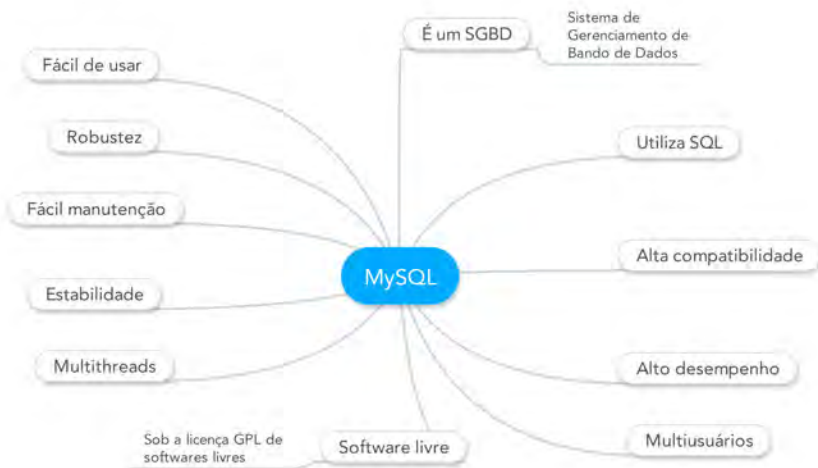 É um SGBD
Sistema de
Gerenciamento de
Bando de Dados
Fácil de usar
Robustez
Utiliza SQL
Fácil manutenção
Alta compatibilidade
MySQL
Estabilidade
Multithreads
Alto desempenho
Sob a licença GPL de
softwares livres
Software livre
Multiusuários